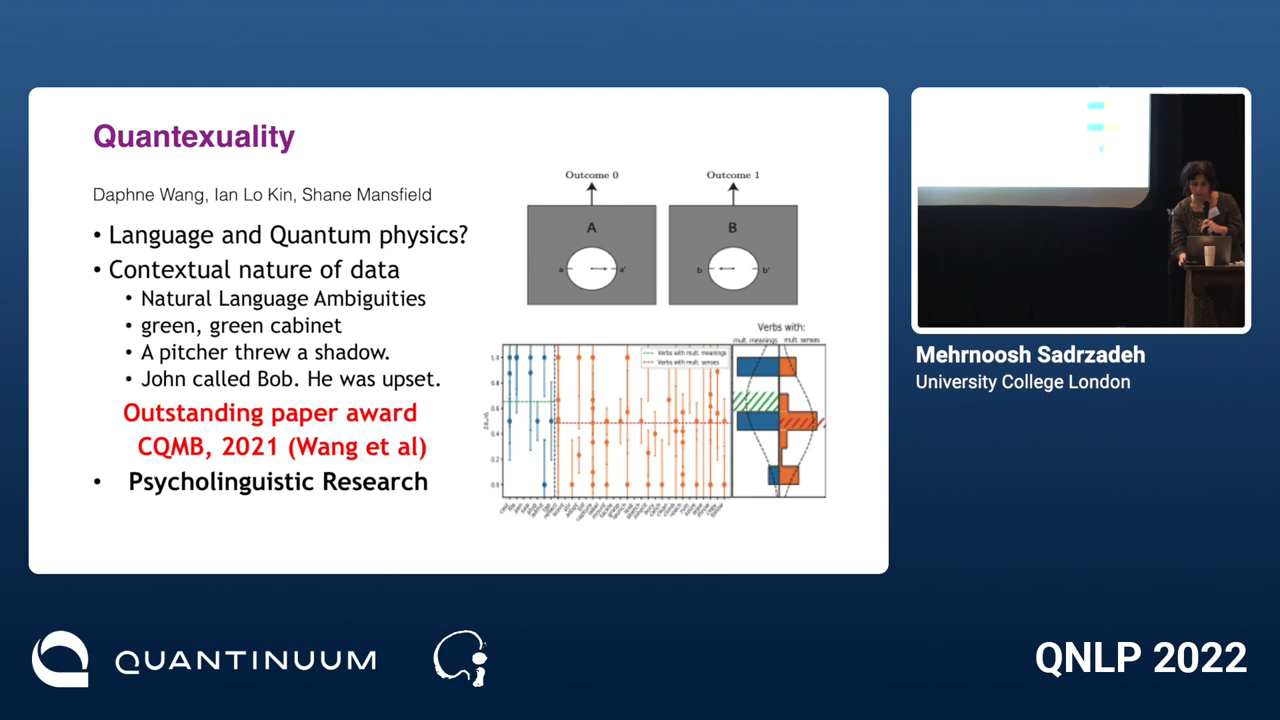 Quantexuality
Daphne Wang, Ian Lo Kin, Shane Mansfield
• Language and Quantum physics?
• Contextual nature of data
• Natural Language Ambiguities
• green, green cabinet
• A pitcher threw a shadow.
• John called Bob. He was upset.
Outstanding paper award
CQMB, 2021 (Wang et al)
• Psycholinguistic Research
Outcome 0
Outcome 1
A
B
a
a'
b
b'
Verbs with:
mult. meanings
mult. senses
Verbs with mult. meanings
Verbs with mult. senses
1.0
0.8
0.6
0.4
0.2
0.0
Mehrnoosh Sadrzadeh
University College London
QUANTINUUM
QNLP 2022